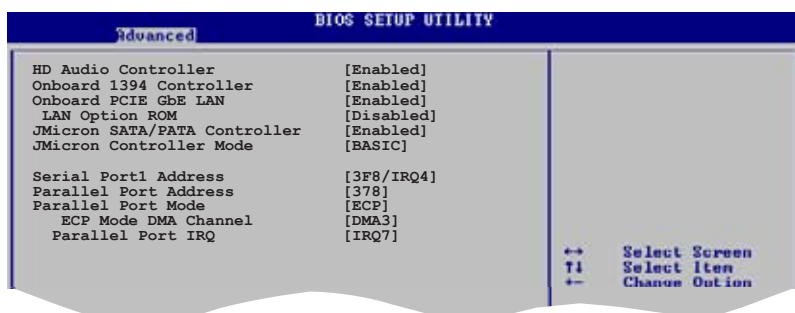 BIOS SETUP UTILITY
Advanced
HD Audio Controller [Enabled]
Onboard 1394 Controller [Enabled]
Onboard PCIE GbE LAN [Enabled]
LAN Option ROM [Disabled]
JMicron SATA/PATA Controller [Enabled]
JMicron Controller Mode [BASIC]
Serial Port1 Address [3F8/IRQ4]
Parallel Port Address [378]
Parallel Port Mode [ECP]
ECP Mode DMA Channel [DMA3]
Parallel Port IRQ [IRQ7]
↔ Select Screen
↑↓ Select Item
+- Change Option